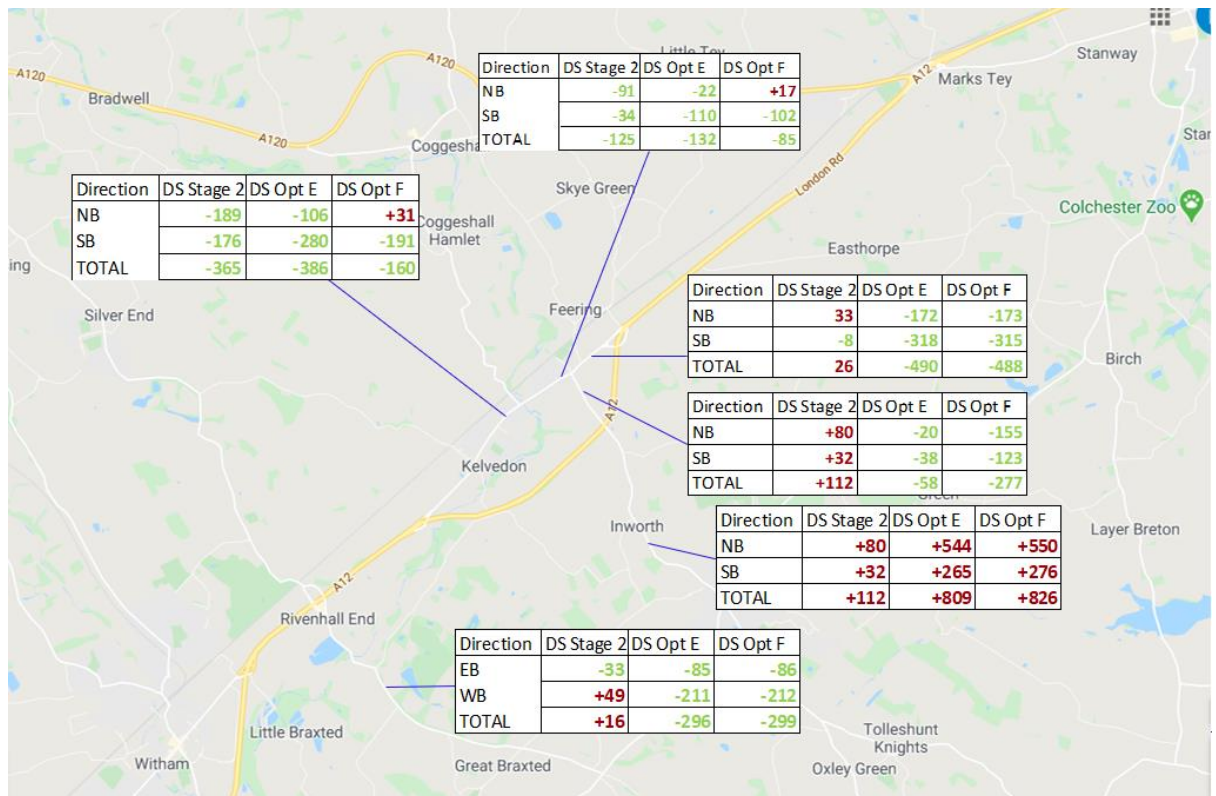 Little Tey
Stanway
A120
A120
A12
Marks Tey
Bradwell
Direction DS Stage 2 DS Opt E DS Opt F
NB -91 -22 +17
SB -34 -110 -102
TOTAL -125 -132 -85
A120
Coggesha
Star
London Rd
Direction DS Stage 2 DS Opt E DS Opt F
NB -189 -106 +31
SB -176 -280 -191
TOTAL -365 -386 -160
Skye Green
Colchester Zoo
Coggeshall
Hamlet
Easthorpe
ing
Silver End
Feering
Direction DS Stage 2 DS Opt E DS Opt F
NB 33 -172 -173
SB -8 -318 -315
TOTAL 26 -490 -488
Birch
A12
Direction DS Stage 2 DS Opt E DS Opt F
NB +80 -20 -155
SB +32 -38 -123
TOTAL +112 -58 -277
Kelvedon
Green
Inworth
Direction DS Stage 2 DS Opt E DS Opt F
NB +80 +544 +550
SB +32 +265 +276
TOTAL +112 +809 +826
Layer Breton
A12
Rivenhall End
Direction DS Stage 2 DS Opt E DS Opt F
EB -33 -85 -86
WB +49 -211 -212
TOTAL +16 -296 -299
Little Braxted
Tolleshunt
Knights
Witham
Great Braxted
Oxley Green